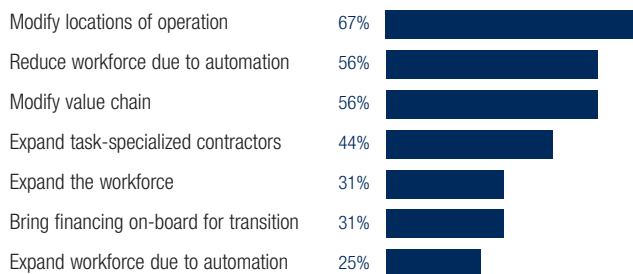 Modify locations of operation 67%
Reduce workforce due to automation 56%
Modify value chain 56%
Expand task-specialized contractors 44%
Expand the workforce 31%
Bring financing on-board for transition 31%
Expand workforce due to automation 25%